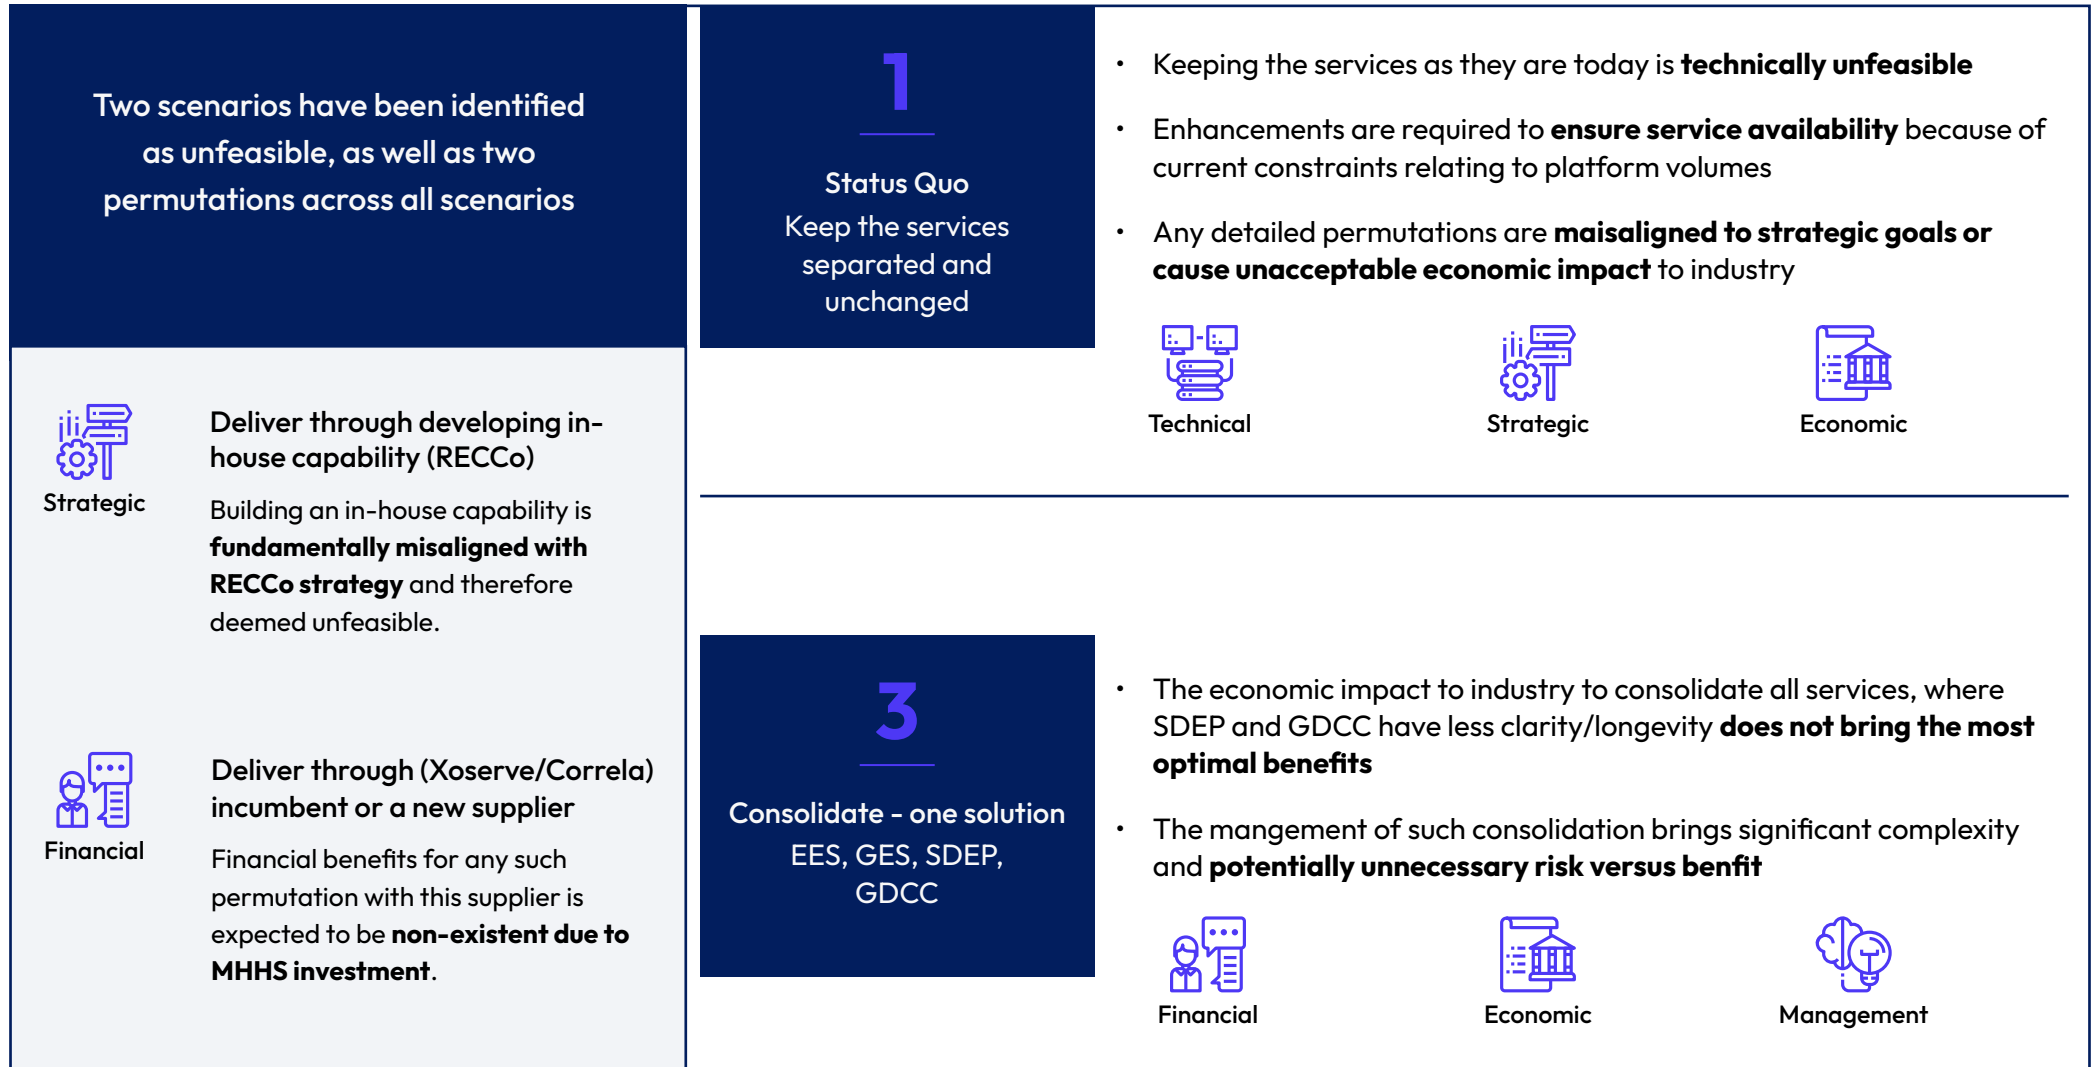 Two scenarios have been identified
as unfeasible, as well as two
permutations across all scenarios
Strategic
Deliver through developing in-
house capability (RECCo)
Building an in-house capability is
fundamentally misaligned with
RECCo strategy and therefore
deemed unfeasible.
Financial
Deliver through (Xoserve/Correla)
incumbent or a new supplier
Financial benefits for any such
permutation with this supplier is
expected to be non-existent due to
MHHS investment.
1
Status Quo
Keep the services
separated and
unchanged
• Keeping the services as they are today is technically unfeasible
• Enhancements are required to ensure service availability because of
current constraints relating to platform volumes
• Any detailed permutations are maisaligned to strategic goals or
cause unacceptable economic impact to industry
Technical
Strategic
Economic
3
Consolidate - one solution
EES, GES, SDEP,
GDCC
• The economic impact to industry to consolidate all services, where
SDEP and GDCC have less clarity/longevity does not bring the most
optimal benefits
• The mangement of such consolidation brings significant complexity
and potentially unnecessary risk versus benfit
Financial
Economic
Management